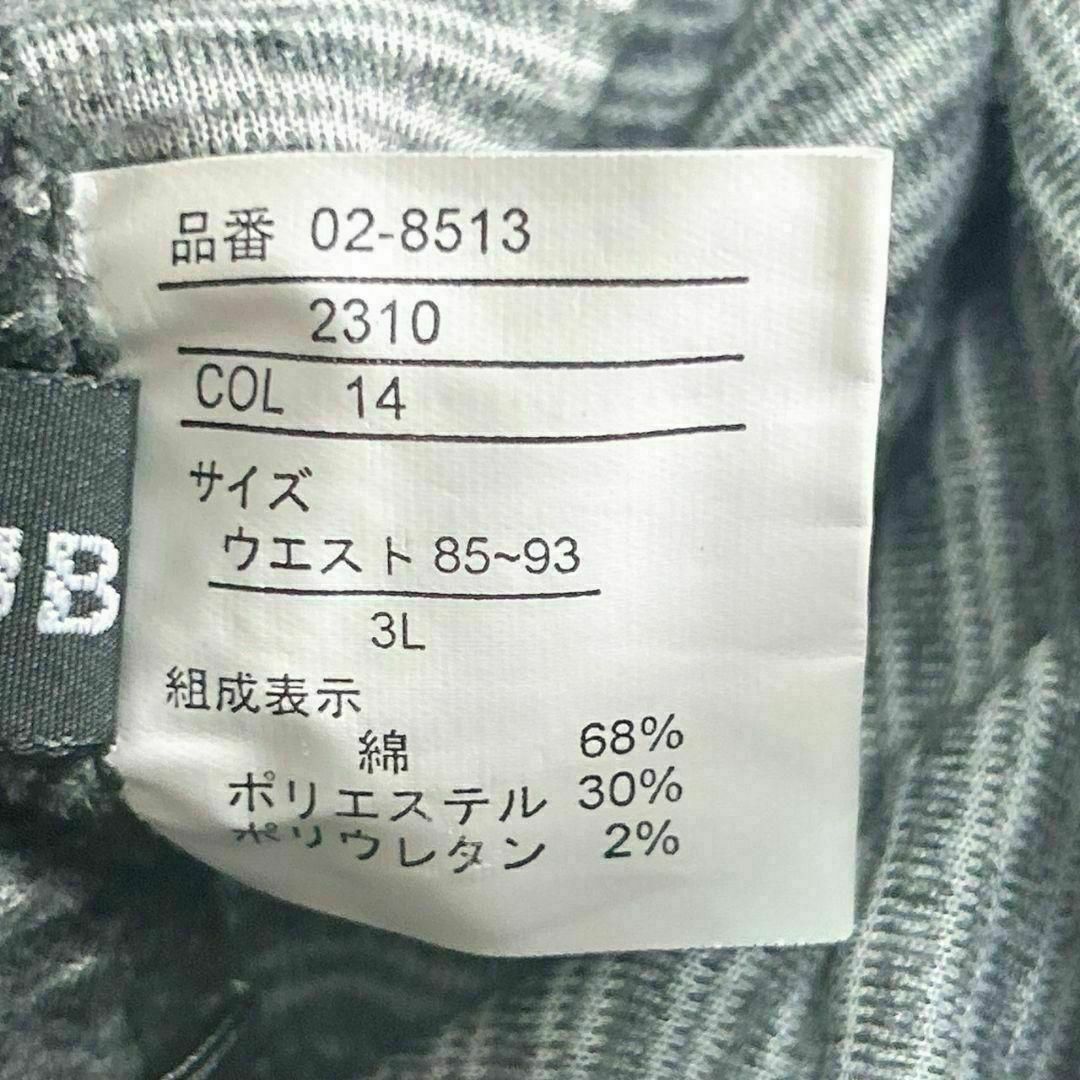 品番 02-8513
2310
COL 14
サイズ
ウエスト 85~93
3L
組成表示
綿 68%
ポリエステル 30%
ポリウレタン 2%
B